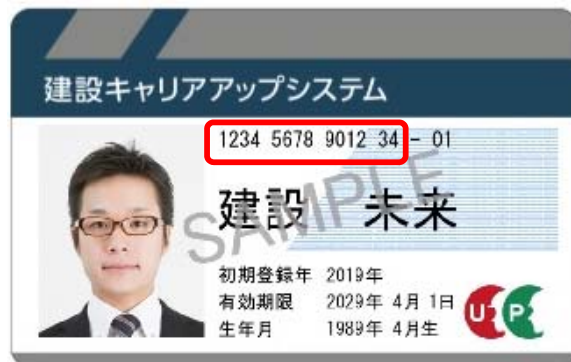 建設キャリアアップシステム
1234 5678 9012 34 - 01
建設 未来
SAMPLE
初期登録年 2019年
有効期限 2029年 4月 1日
生年月 1989年 4月生
UP